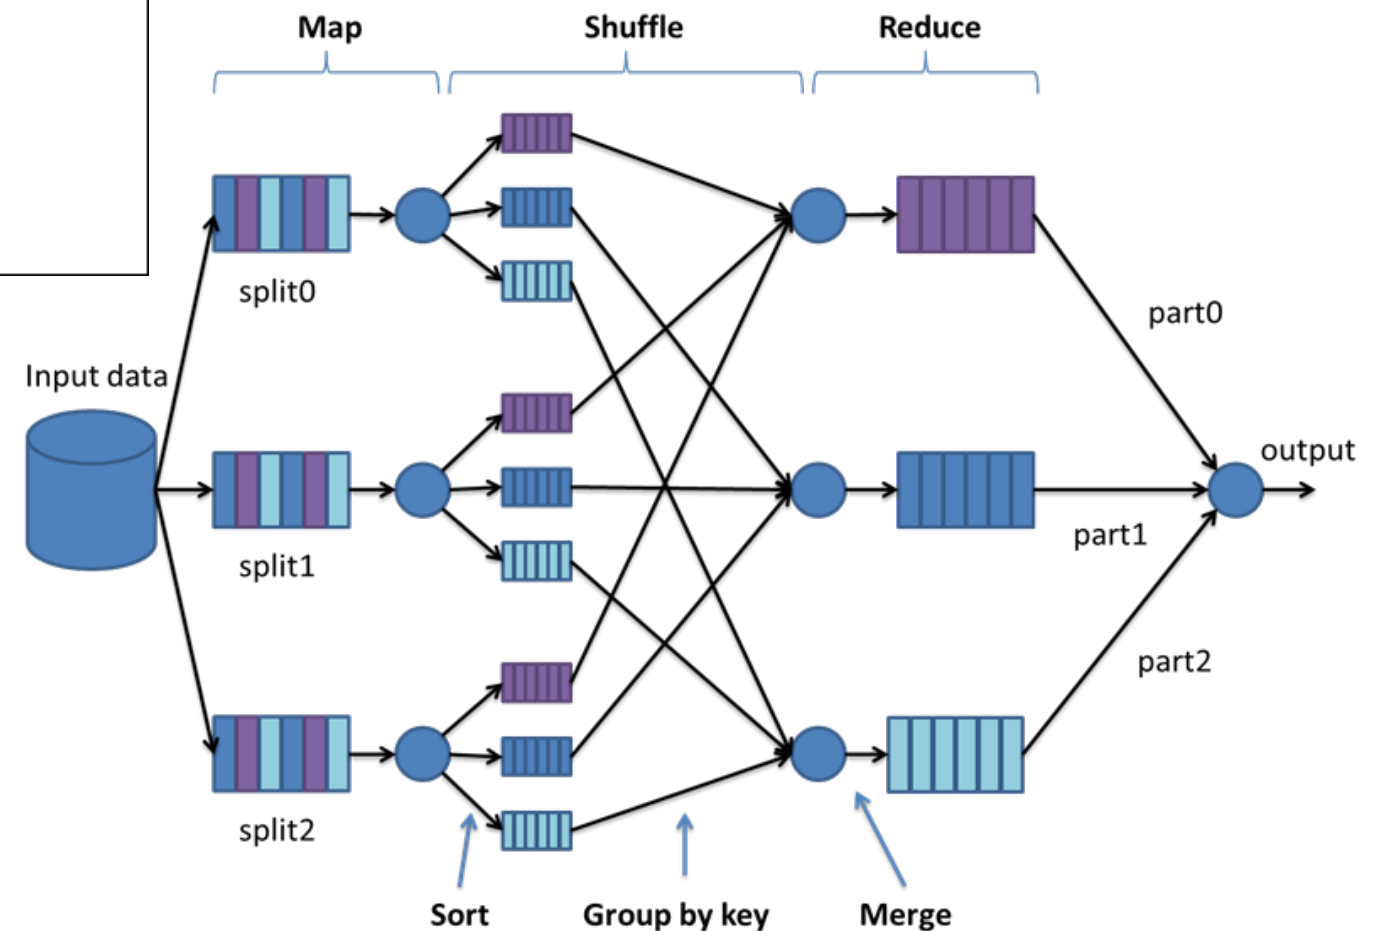 Map
Shuffle
Reduce
split0
part0
Input data
output
split1
part1
part2
split2
Sort
Group by key
Merge